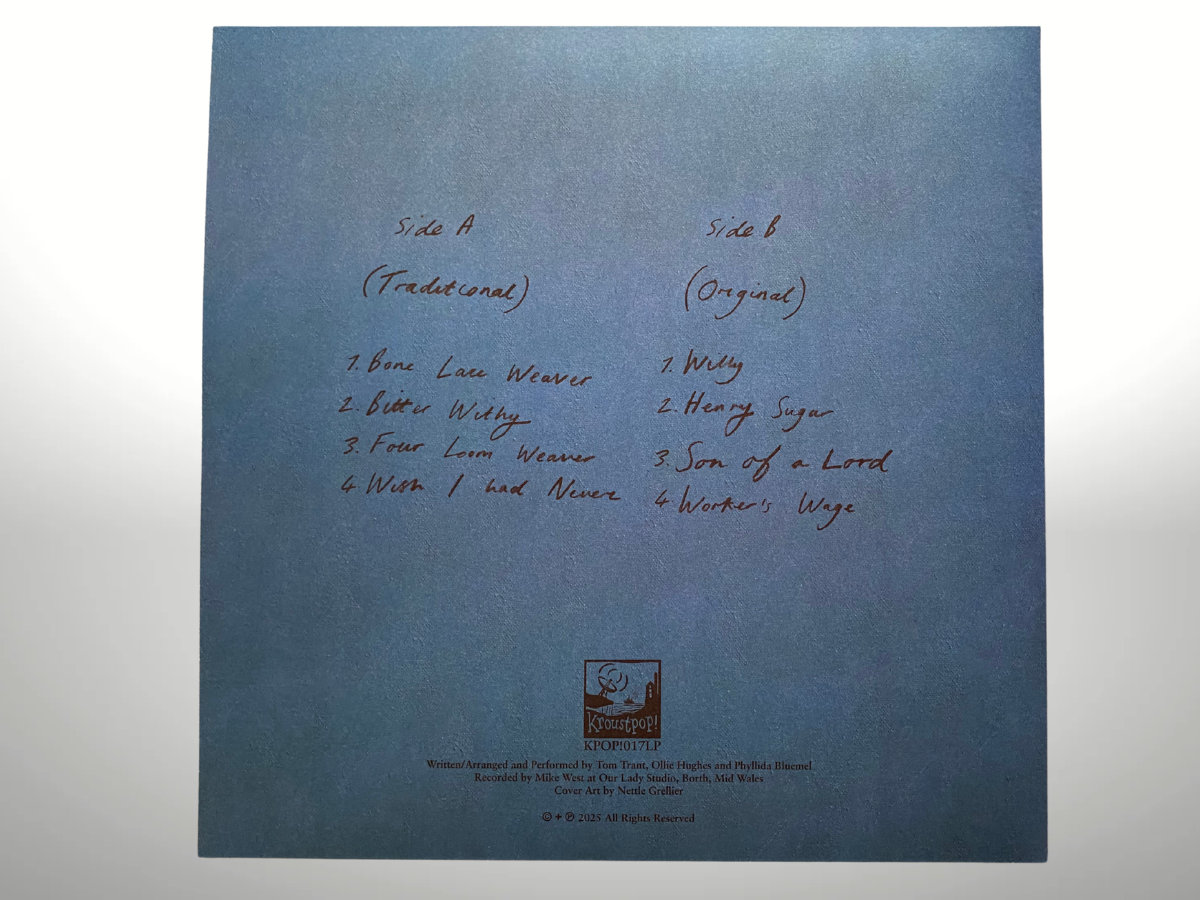 Side A
(Traditional)
1. Bone Lace Weaver
2. Bitter Withy
3. Four Loom Weaver
4 Wish I had Never
Side B
(Original)
1. Willy
2. Henry Sugar
3. Son of a Lord
4 Worker's Wage
Kroustpop!
KPOP!017LP
Written/Arranged and Performed by Tom Trant, Ollie Hughes and Phyllida Bluemel
Recorded by Mike West at Our Lady Studio, Borth, Mid Wales
Cover Art by Nettle Grellier
© + ℗ 2025 All Rights Reserved